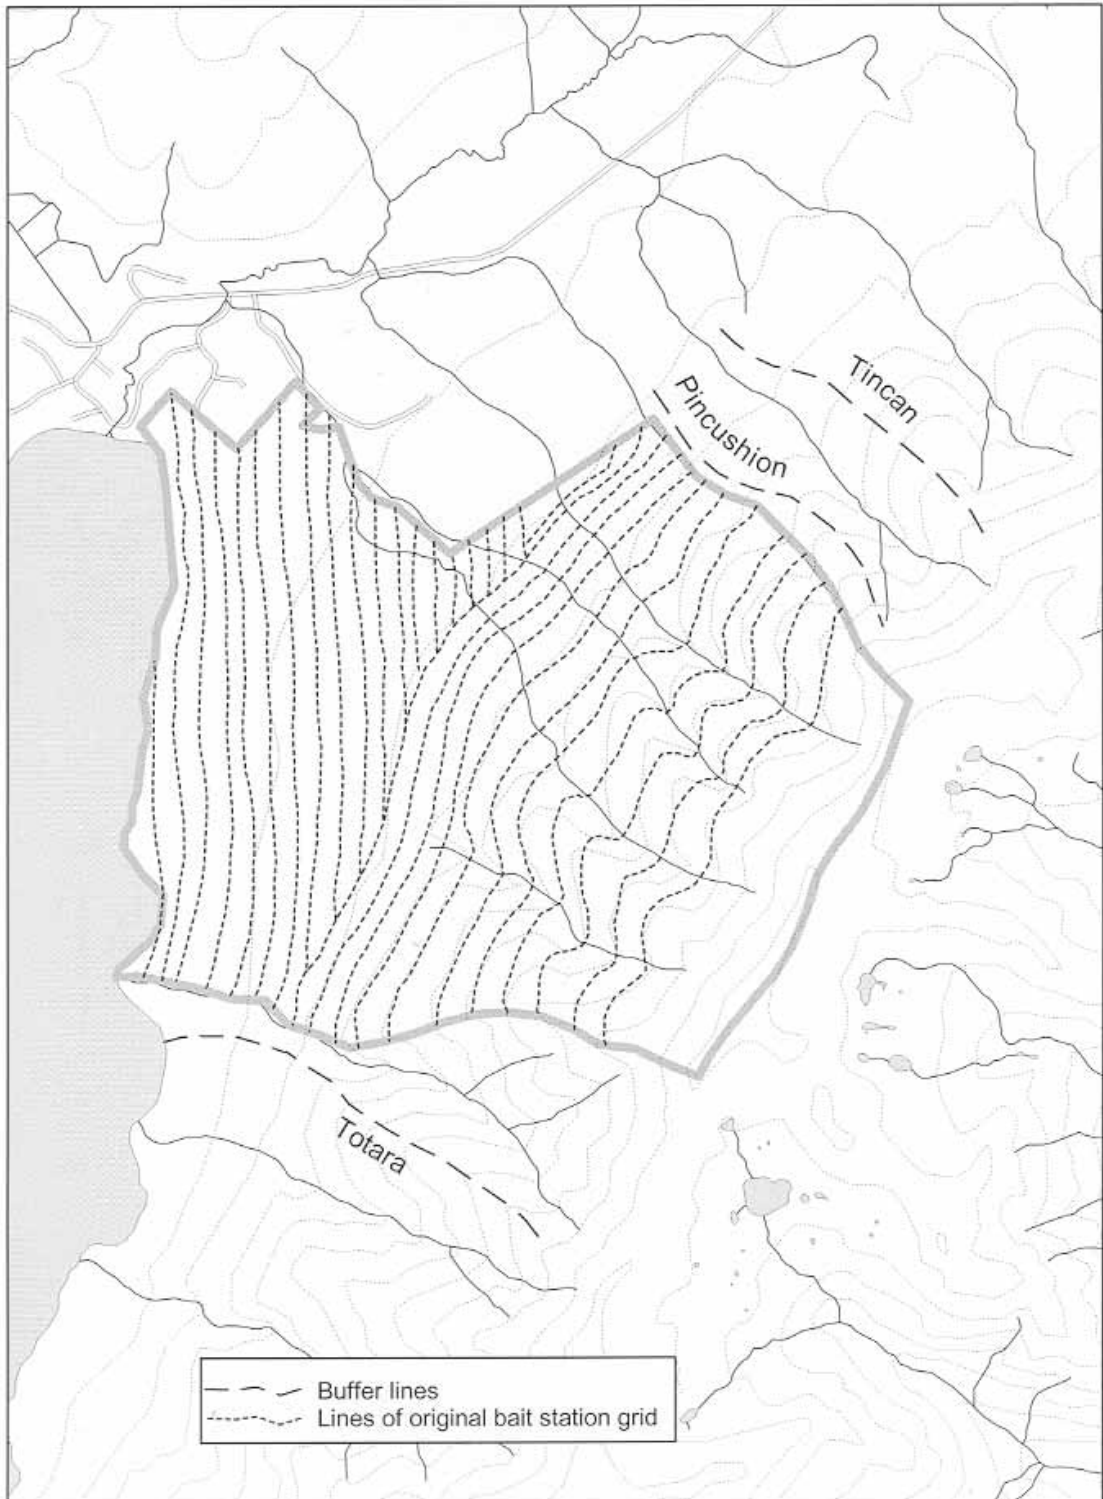 Tincan
Pincushion
Totara
Buffer lines
Lines of original bait station grid